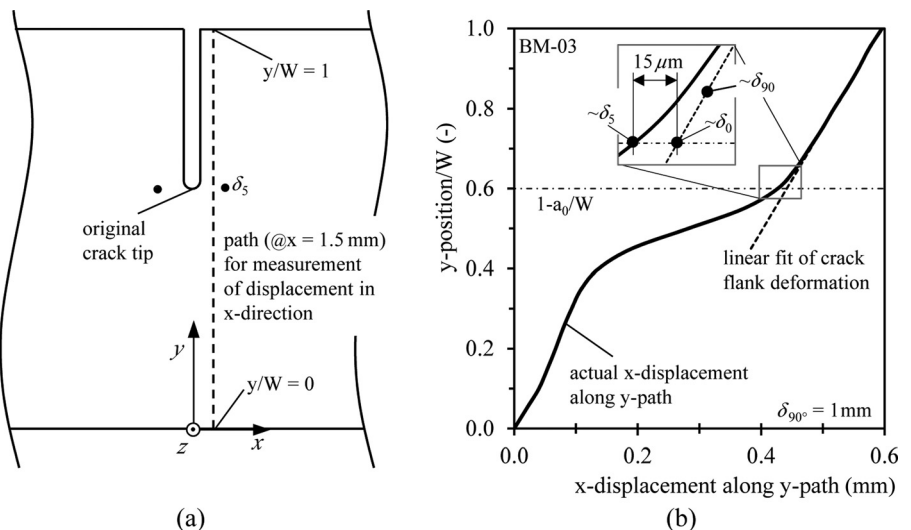 y/W = 1
δ5
original
crack tip
path (@x = 1.5 mm)
for measurement
of displacement in
x-direction
y
y/W = 0
z
x
(a)
BM-03
15 μm
~δ90
~δ5
~δ0
1-a0/W
linear fit of crack
flank deformation
actual x-displacement
along y-path
δ90° = 1mm
y-position/W (-)
1.0
0.8
0.6
0.4
0.2
0.0
0.0 0.2 0.4 0.6
x-displacement along y-path (mm)
(b)